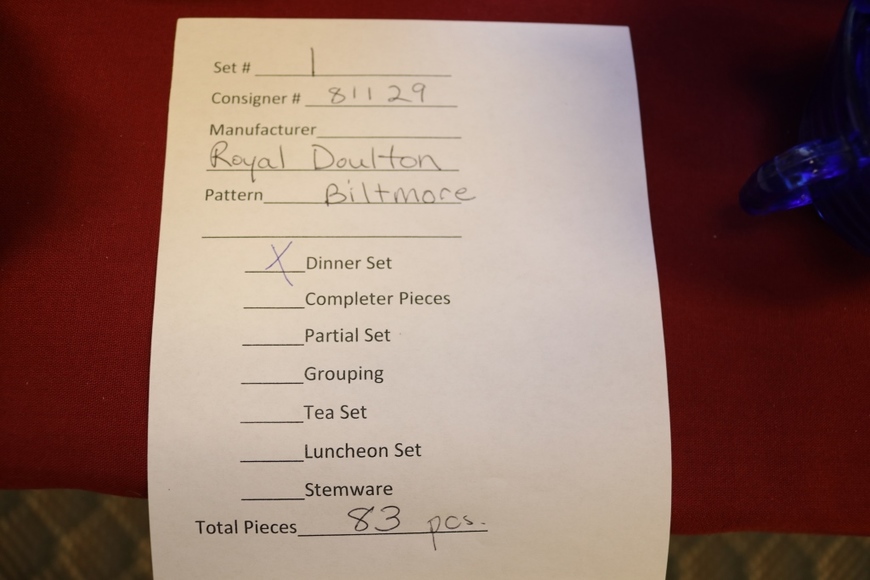 Set # 1
Consigner # 81129
Manufacturer
Royal Doulton
Pattern Biltmore
X Dinner Set
Completer Pieces
Partial Set
Grouping
Tea Set
Luncheon Set
Stemware
Total Pieces 83 pcs.